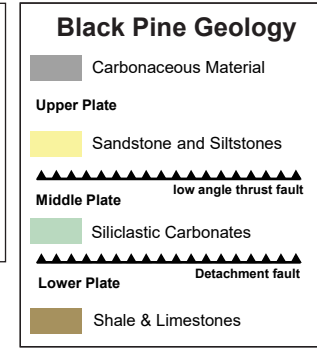 Black Pine Geology
Carbonaceous Material
Upper Plate
Sandstone and Siltstones
low angle thrust fault
Middle Plate
Siliclastic Carbonates
Detachment fault
Lower Plate
Shale & Limestones